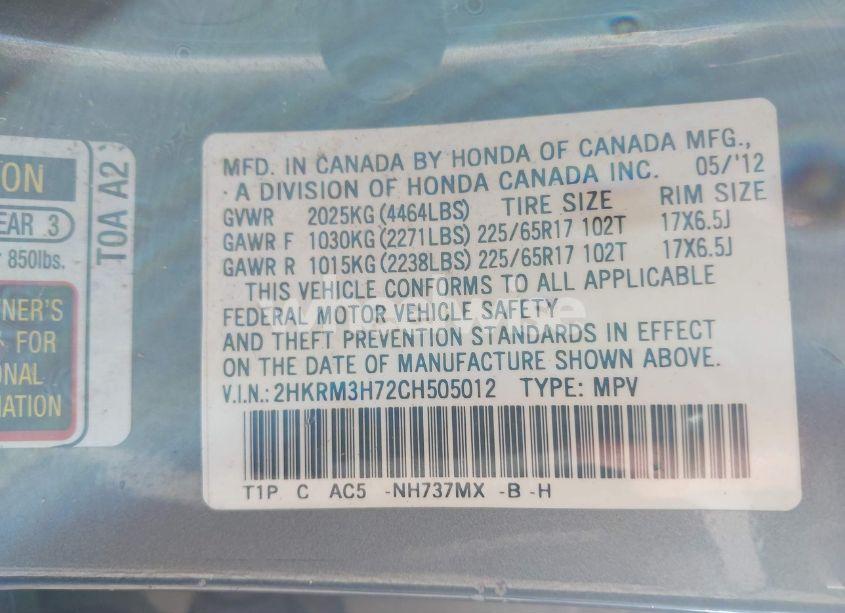 ON
EAR 3
850lbs.
NER'S
FOR
ONAL
MATION
TOA A2
MFD. IN CANADA BY HONDA OF CANADA MFG.,
A DIVISION OF HONDA CANADA INC. 05/'12
GVWR 2025KG(4464LBS) TIRE SIZE RIM SIZE
GAWR F 1030KG(2271LBS) 225/65R17 102T 17X6.5J
GAWR R 1015KG(2238LBS) 225/65R17 102T 17X6.5J
THIS VEHICLE CONFORMS TO ALL APPLICABLE
FEDERAL MOTOR VEHICLE SAFETY
AND THEFT PREVENTION STANDARDS IN EFFECT
ON THE DATE OF MANUFACTURE SHOWN ABOVE.
V.I.N.: 2HKRM3H72CH505012 TYPE: MPV
T1P C AC5 -NH737MX -B -H